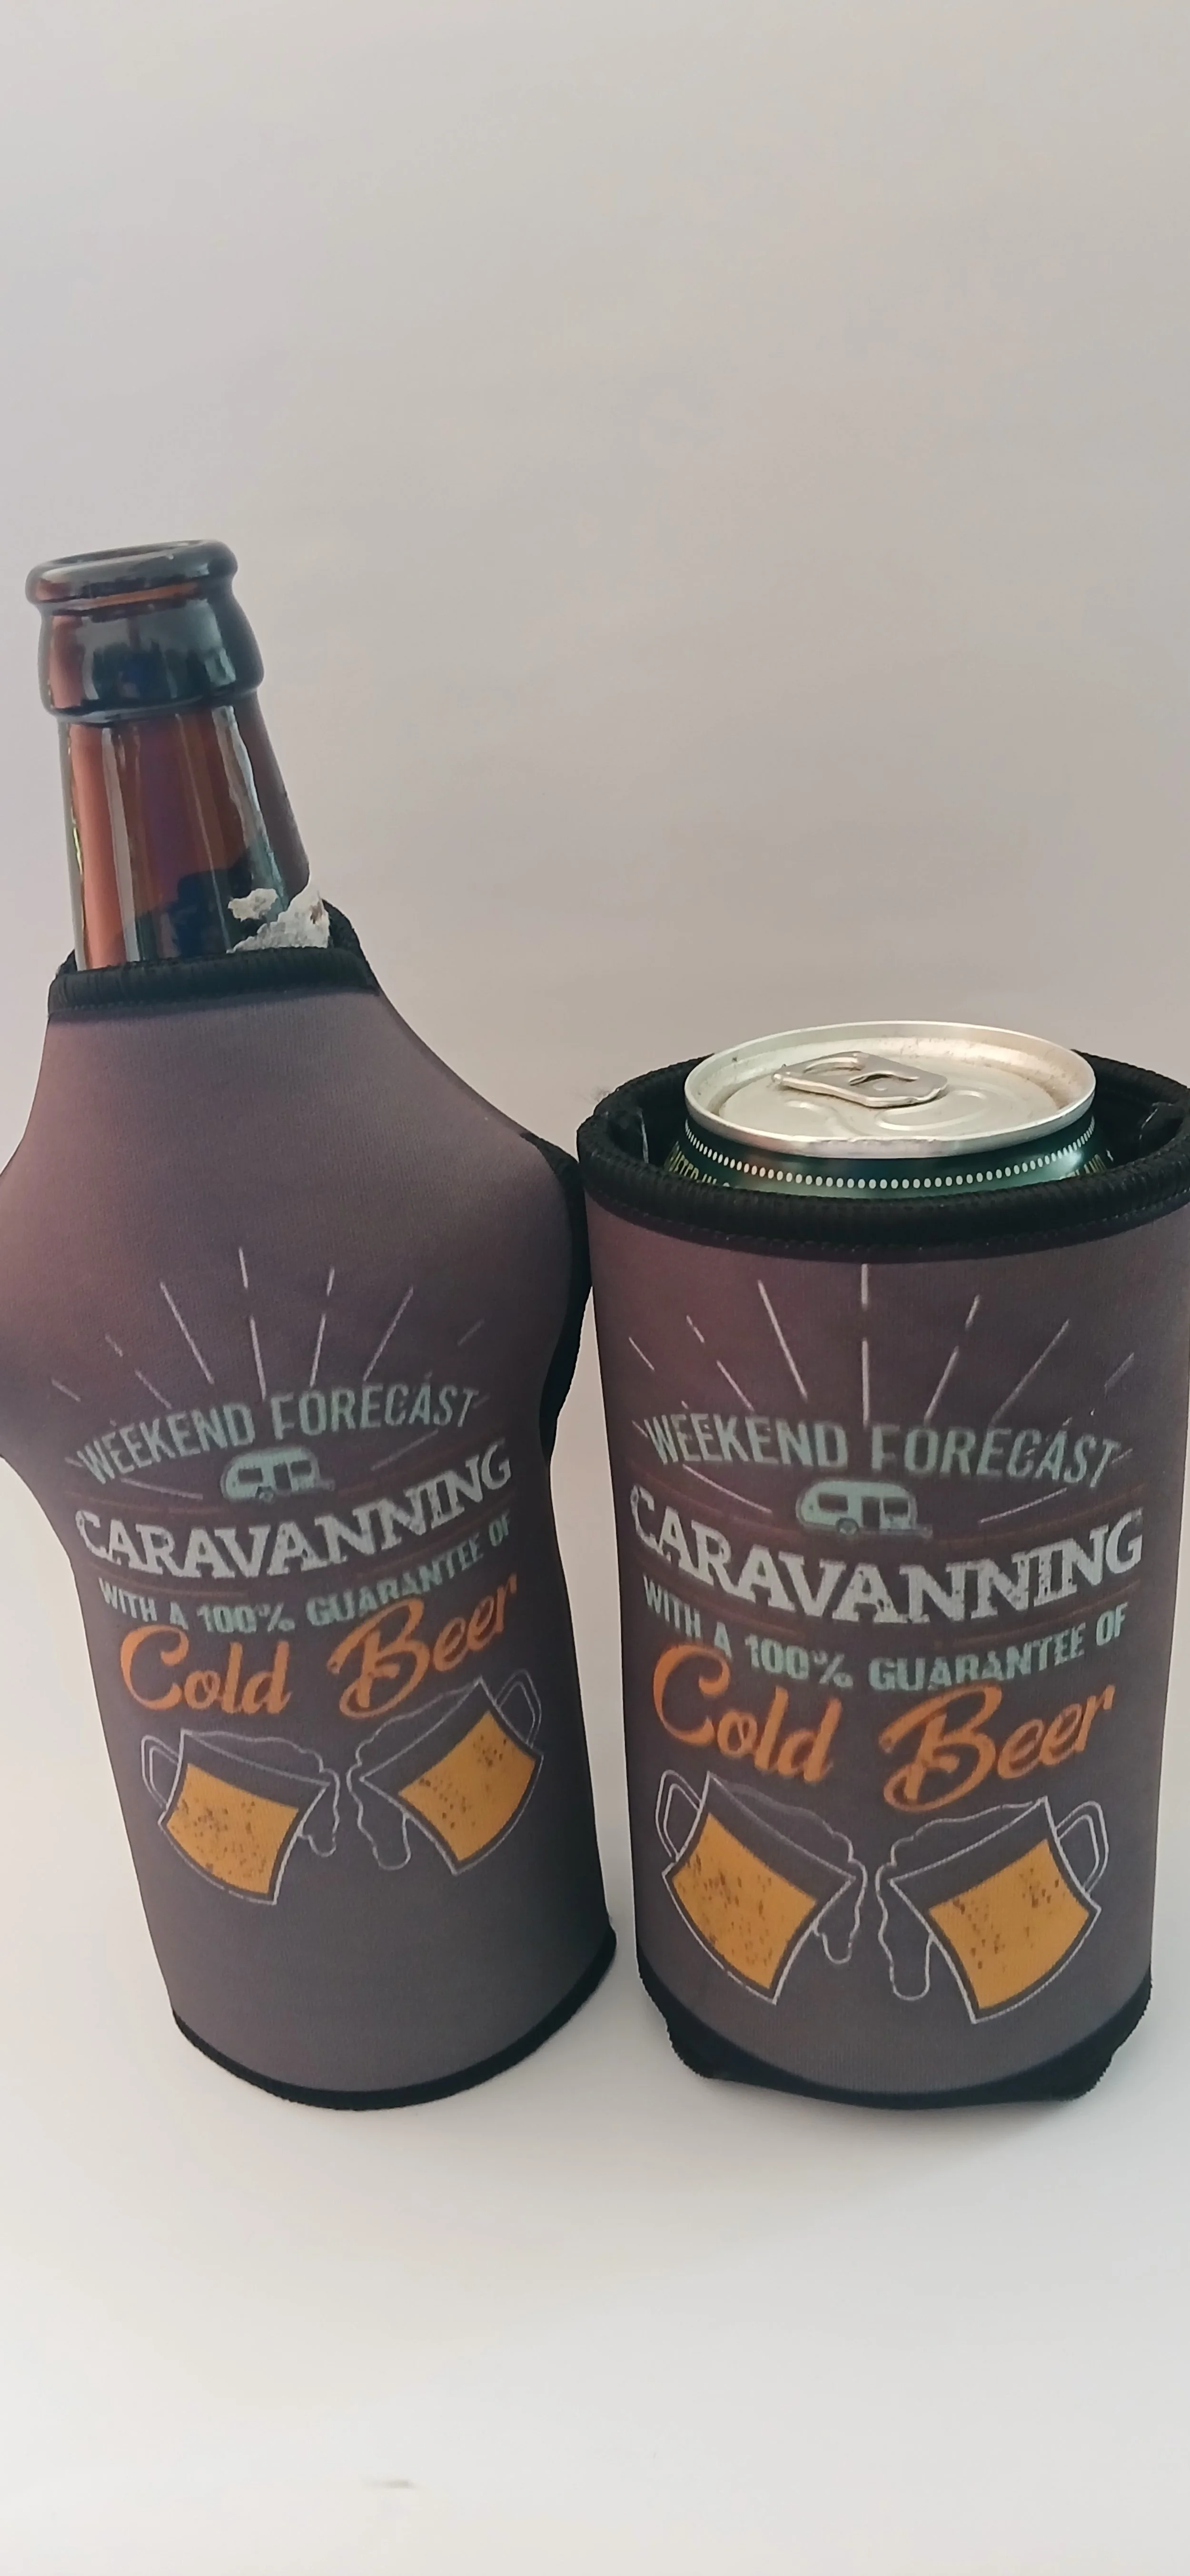 WEEKEND FORECAST
CARAVANNING
WITH A 100% GUARANTEE OF
Cold Beer
WEEKEND FORECAST
CARAVANNING
WITH A 100% GUARANTEE OF
Cold Beer